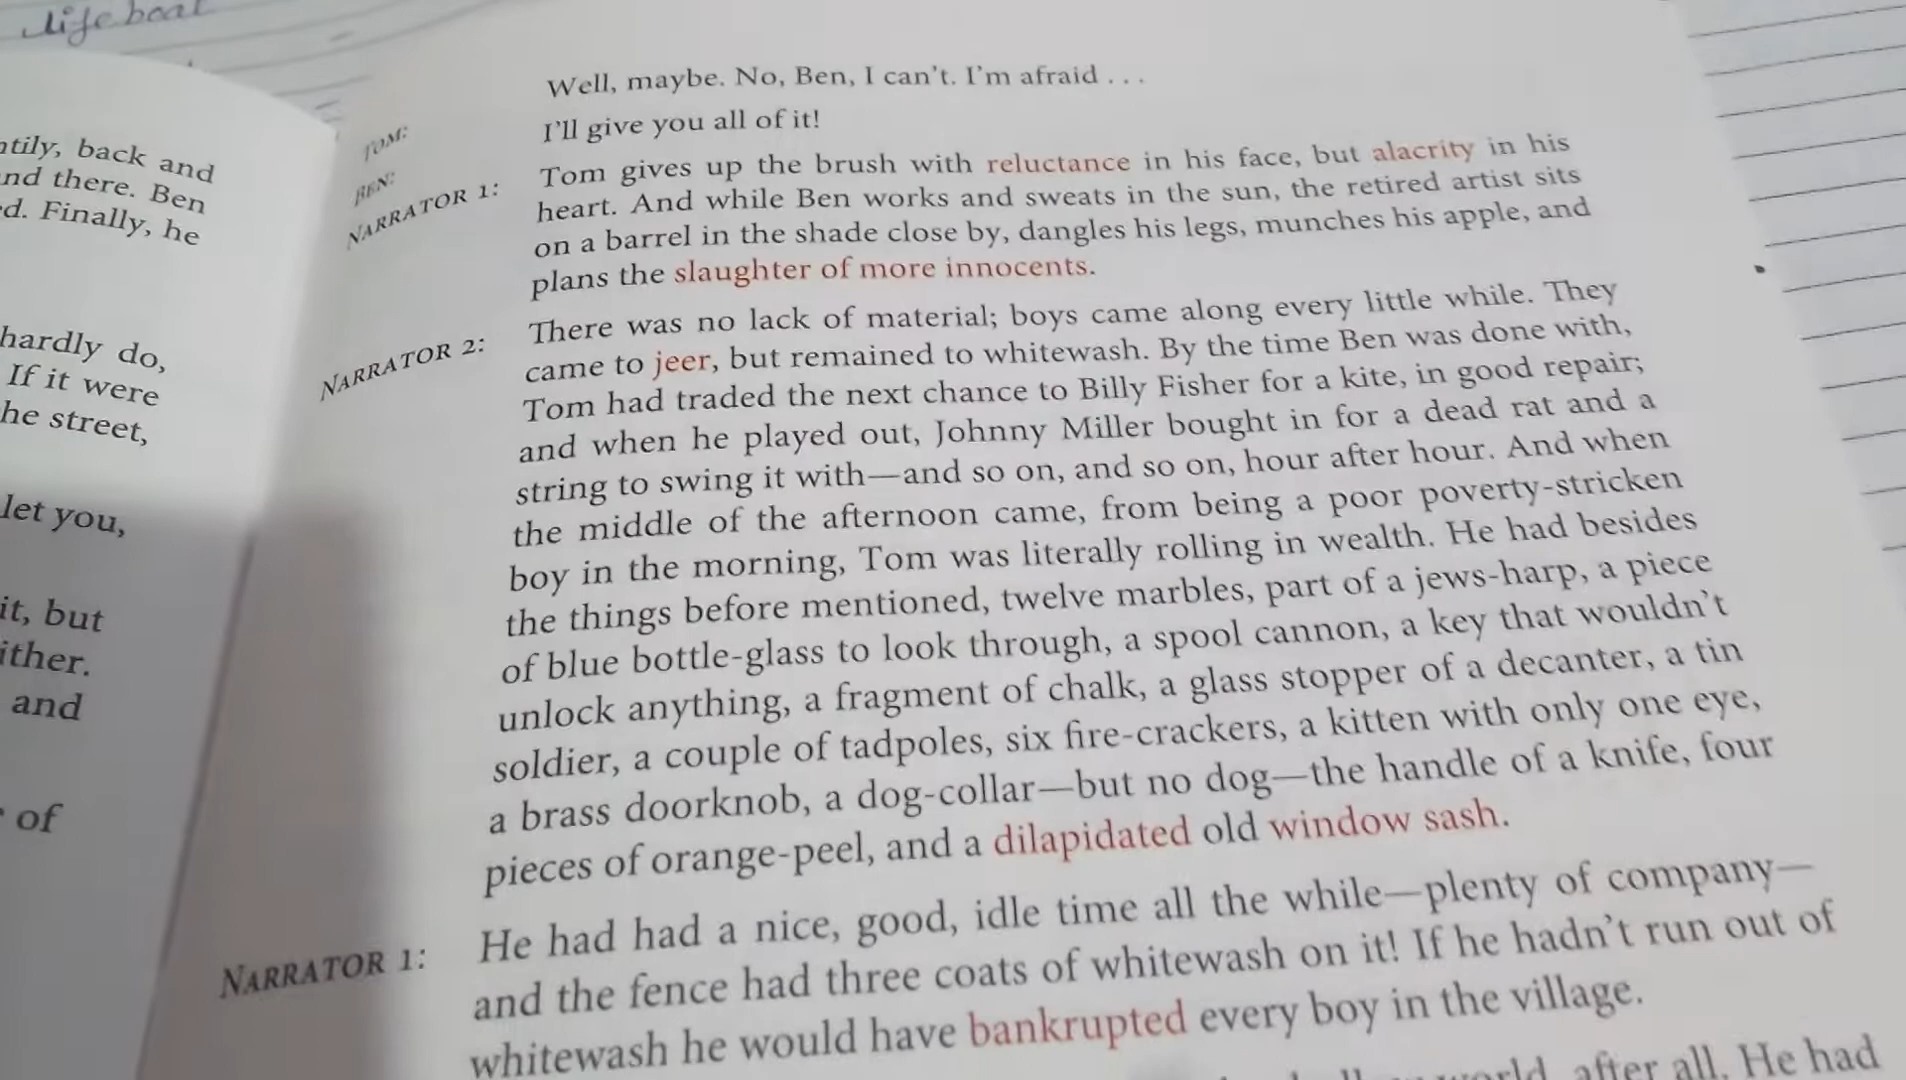 life boat
ntily, back and
nd there. Ben
d. Finally, he
hardly do,
If it were
he street,
let you,
it, but
ither.
and
of
TOM: Well, maybe. No, Ben, I can't. I'm afraid . . .
BEN: I'll give you all of it!
NARRATOR 1: Tom gives up the brush with reluctance in his face, but alacrity in his
heart. And while Ben works and sweats in the sun, the retired artist sits
on a barrel in the shade close by, dangles his legs, munches his apple, and
plans the slaughter of more innocents.
NARRATOR 2: There was no lack of material; boys came along every little while. They
came to jeer, but remained to whitewash. By the time Ben was done with,
Tom had traded the next chance to Billy Fisher for a kite, in good repair;
and when he played out, Johnny Miller bought in for a dead rat and a
string to swing it with—and so on, and so on, hour after hour. And when
the middle of the afternoon came, from being a poor poverty-stricken
boy in the morning, Tom was literally rolling in wealth. He had besides
the things before mentioned, twelve marbles, part of a jews-harp, a piece
of blue bottle-glass to look through, a spool cannon, a key that wouldn't
unlock anything, a fragment of chalk, a glass stopper of a decanter, a tin
soldier, a couple of tadpoles, six fire-crackers, a kitten with only one eye,
a brass doorknob, a dog-collar—but no dog—the handle of a knife, four
pieces of orange-peel, and a dilapidated old window sash.
NARRATOR 1: He had had a nice, good, idle time all the while—plenty of company—
and the fence had three coats of whitewash on it! If he hadn't run out of
whitewash he would have bankrupted every boy in the village.
world, after all. He had